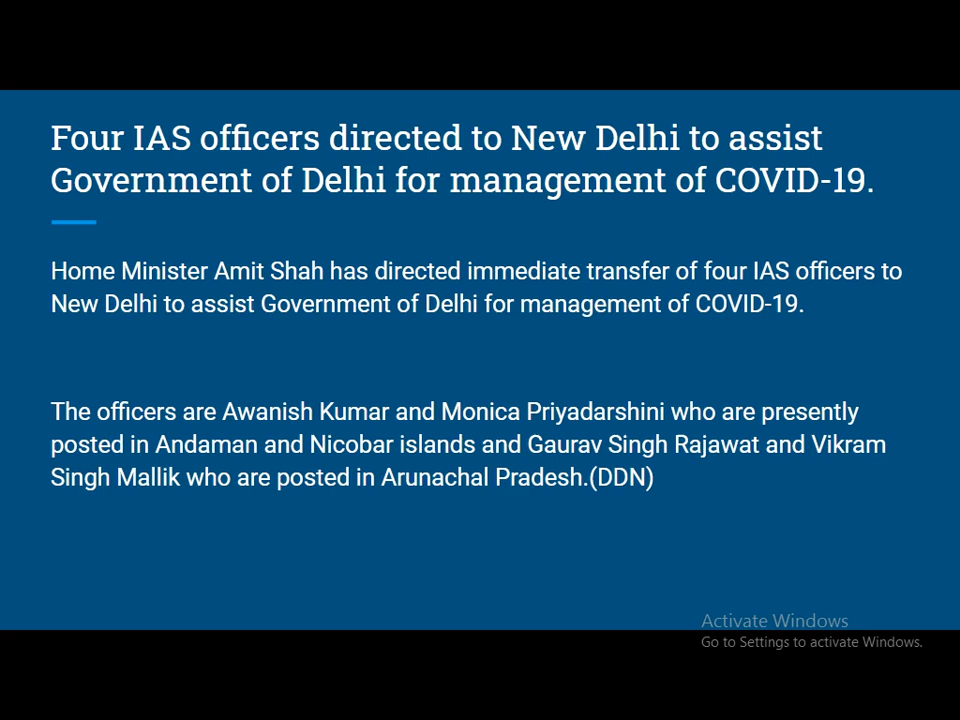 Four IAS officers directed to New Delhi to assist
Government of Delhi for management of COVID-19.
Home Minister Amit Shah has directed immediate transfer of four IAS officers to
New Delhi to assist Government of Delhi for management of COVID-19.
The officers are Awanish Kumar and Monica Priyadarshini who are presently
posted in Andaman and Nicobar islands and Gaurav Singh Rajawat and Vikram
Singh Mallik who are posted in Arunachal Pradesh.(DDN)
Activate Windows
Go to Settings to activate Windows.